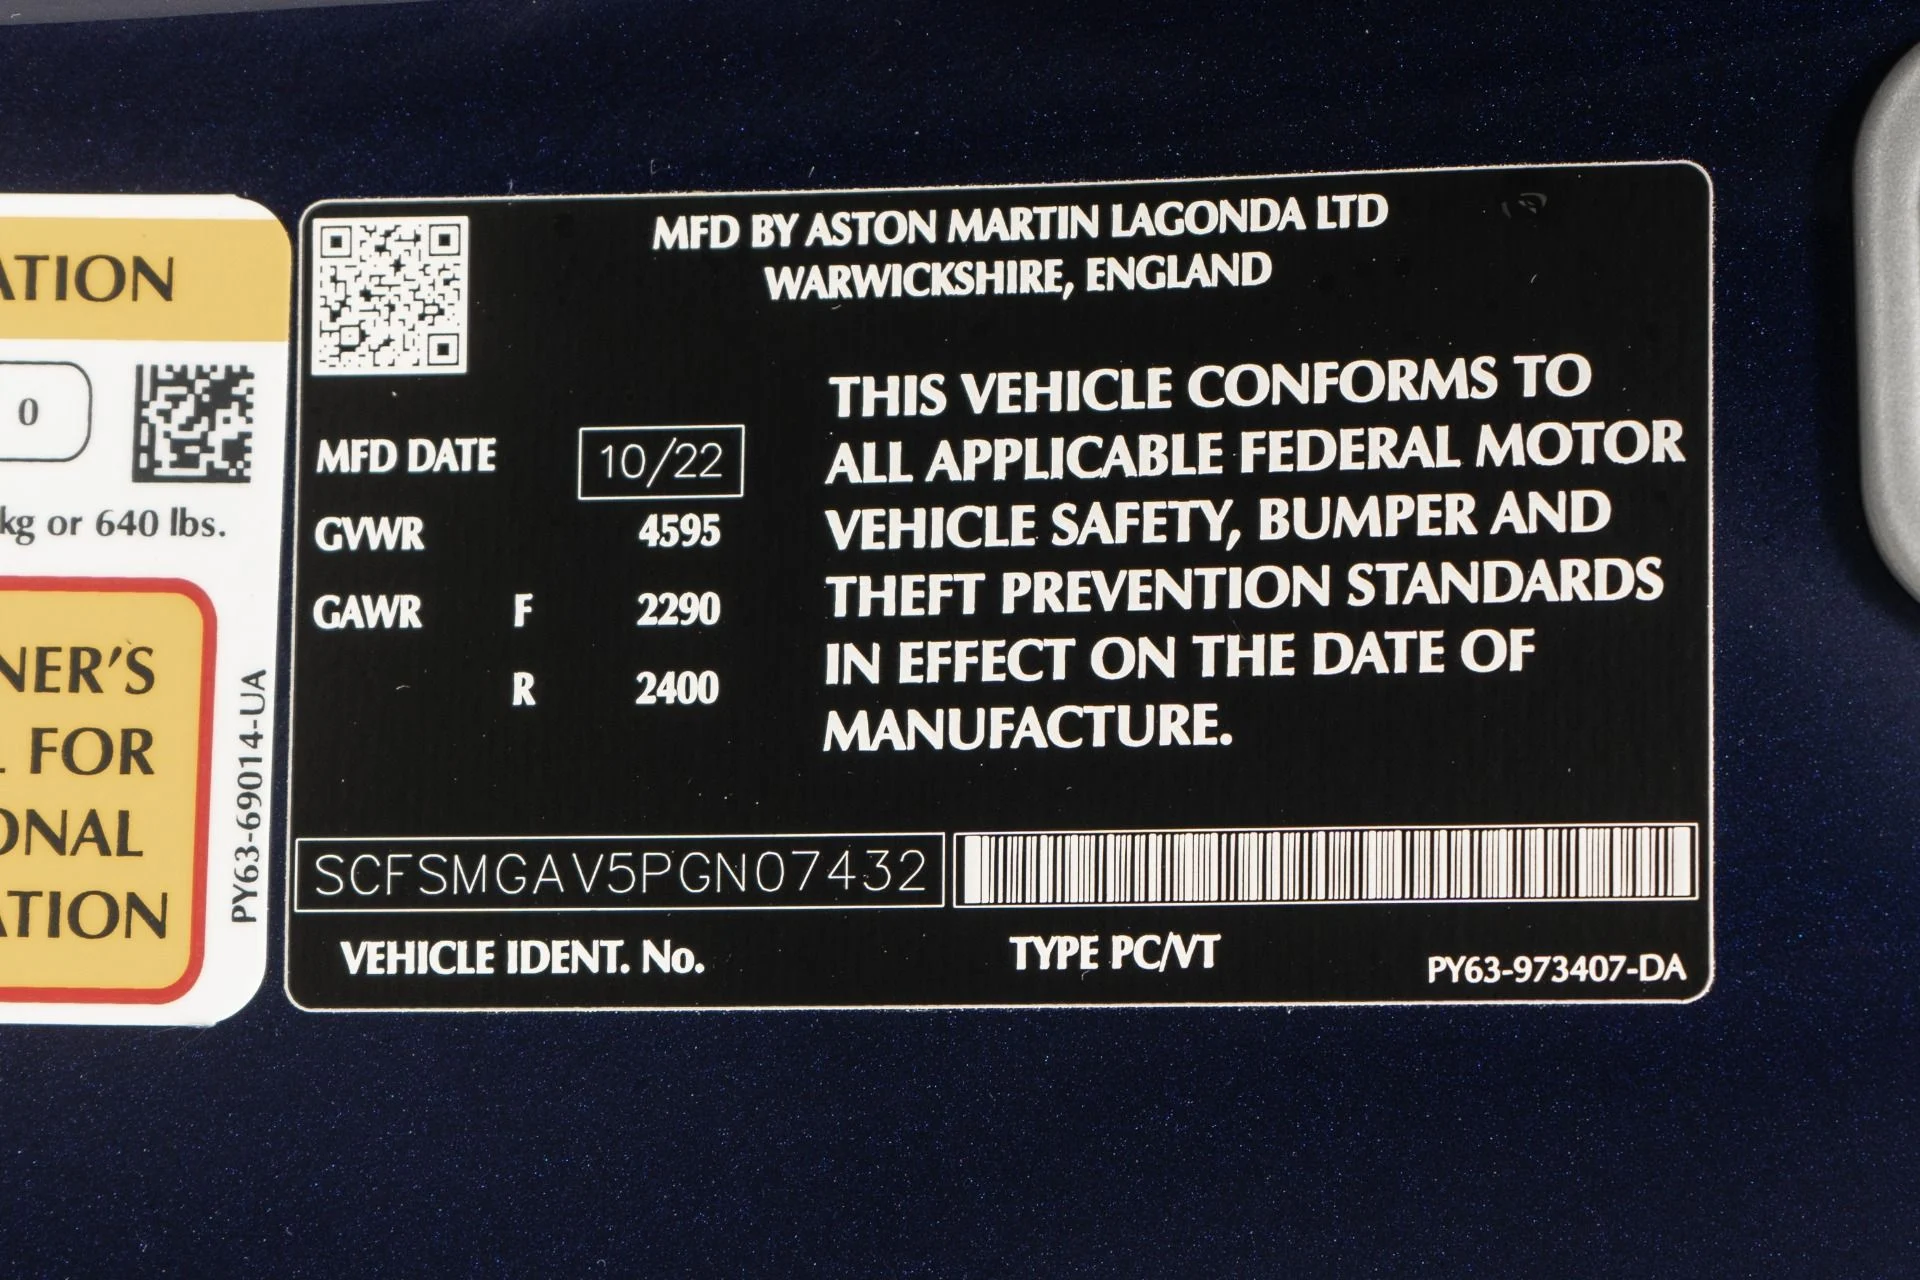 ATION
0
kg or 640 lbs.
NER'S
FOR
ONAL
ATION
PY63-69014-UA
MFD BY ASTON MARTIN LAGONDA LTD
WARWICKSHIRE, ENGLAND
MFD DATE 10/22
GVWR 4595
GAWR F 2290
R 2400
THIS VEHICLE CONFORMS TO
ALL APPLICABLE FEDERAL MOTOR
VEHICLE SAFETY, BUMPER AND
THEFT PREVENTION STANDARDS
IN EFFECT ON THE DATE OF
MANUFACTURE.
SCFSMGAV5PGN07432
VEHICLE IDENT. No.
TYPE PC/VT
PY63-973407-DA